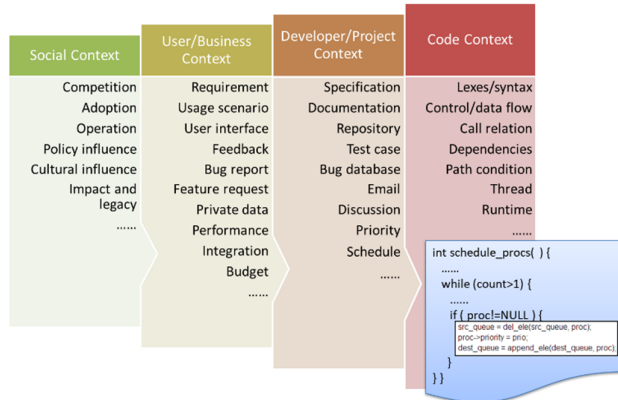 Social Context
Competition
Adoption
Operation
Policy influence
Cultural influence
Impact and
legacy
......
User/Business
Context
Requirement
Usage scenario
User interface
Feedback
Bug report
Feature request
Private data
Performance
Integration
Budget
......
Developer/Project
Context
Specification
Documentation
Repository
Test case
Bug database
Email
Discussion
Priority
Schedule
......
Code Context
Lexes/syntax
Control/data flow
Call relation
Dependencies
Path condition
Thread
Runtime
......
int schedule_procs( ) {
......
while (count>1) {
......
if ( proc!=NULL ) {
src_queue = del_ele(src_queue, proc);
proc->priority = prio;
dest_queue = append_ele(dest_queue, proc);
}
} }